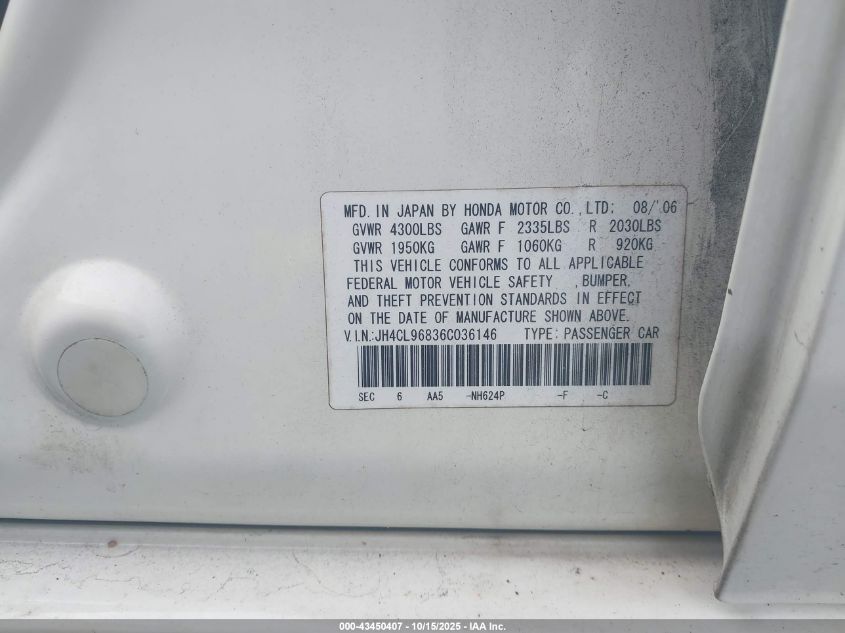 MFD. IN JAPAN BY HONDA MOTOR CO., LTD: 08/'06
GVWR 4300LBS GAWR F 2335LBS R 2030LBS
GVWR 1950KG GAWR F 1060KG R 920KG
THIS VEHICLE CONFORMS TO ALL APPLICABLE
FEDERAL MOTOR VEHICLE SAFETY , BUMPER,
AND THEFT PREVENTION STANDARDS IN EFFECT
ON THE DATE OF MANUFACTURE SHOWN ABOVE.
V.I.N.:JH4CL96836C036146 TYPE: PASSENGER CAR
SEC 6 AA5 -NH624P -F -C
000-43450407 - 10/15/2025 - IAA Inc.